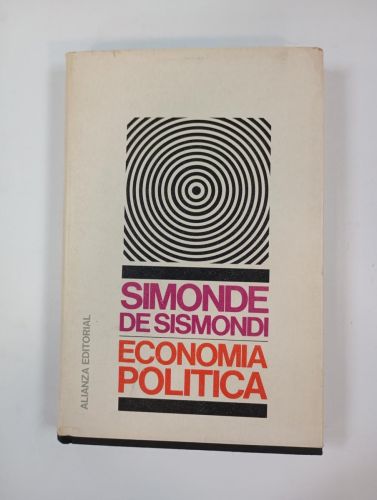 SIMONDE
DE SISMONDI
ECONOMIA
POLITICA
ALIANZA EDITORIAL